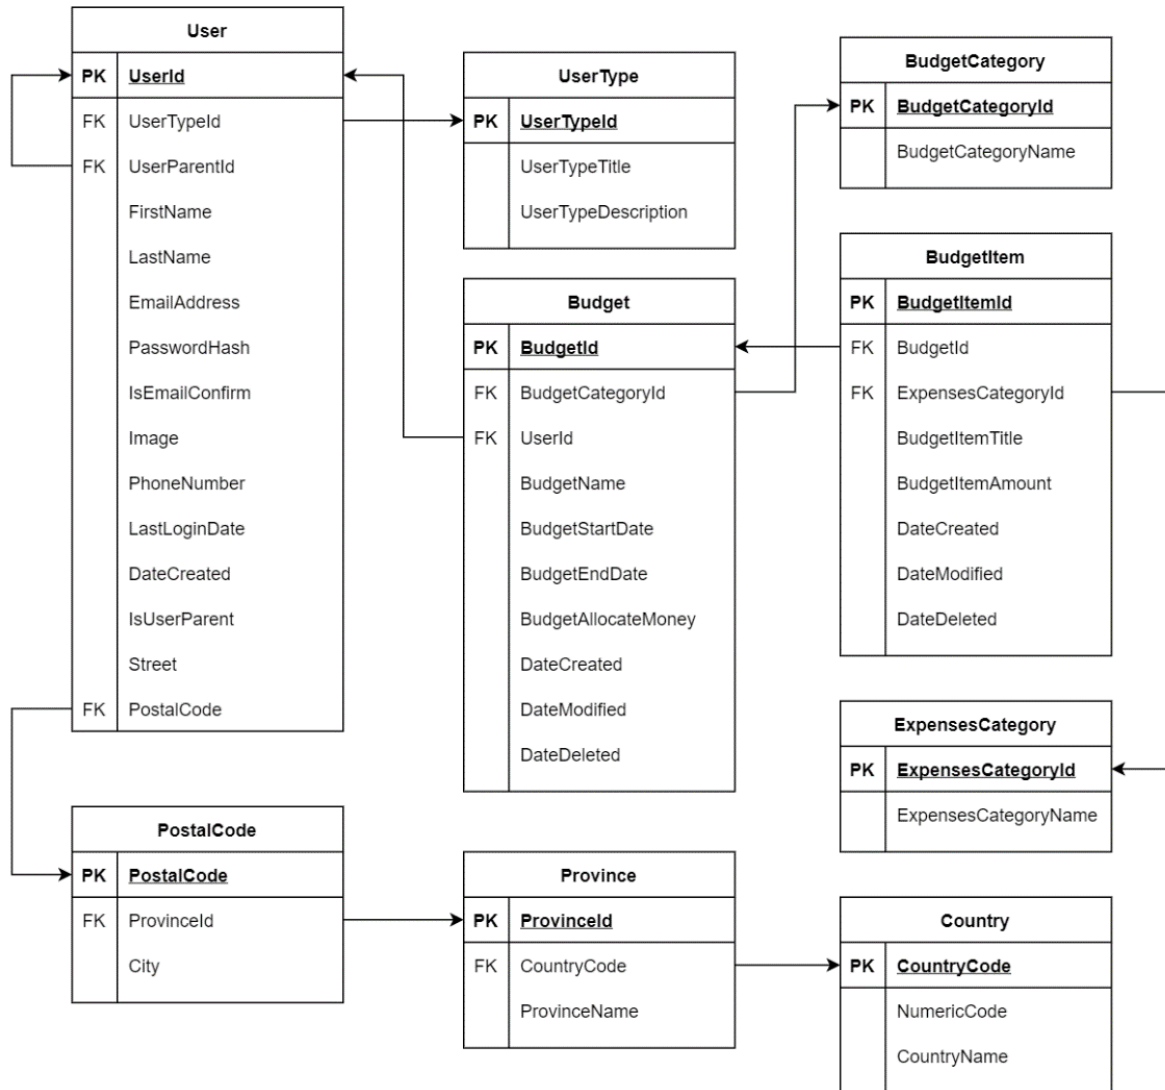 User
PK UserId
FK UserTypeId
FK UserParentId
FirstName
LastName
EmailAddress
PasswordHash
IsEmailConfirm
Image
PhoneNumber
LastLoginDate
DateCreated
IsUserParent
Street
FK PostalCode
UserType
PK UserTypeId
UserTypeTitle
UserTypeDescription
BudgetCategory
PK BudgetCategoryId
BudgetCategoryName
Budget
PK BudgetId
FK BudgetCategoryId
FK UserId
BudgetName
BudgetStartDate
BudgetEndDate
BudgetAllocateMoney
DateCreated
DateModified
DateDeleted
BudgetItem
PK BudgetItemId
FK BudgetId
FK ExpensesCategoryId
BudgetItemTitle
BudgetItemAmount
DateCreated
DateModified
DateDeleted
ExpensesCategory
PK ExpensesCategoryId
ExpensesCategoryName
PostalCode
PK PostalCode
FK ProvinceId
City
Province
PK ProvinceId
FK CountryCode
ProvinceName
Country
PK CountryCode
NumericCode
CountryName